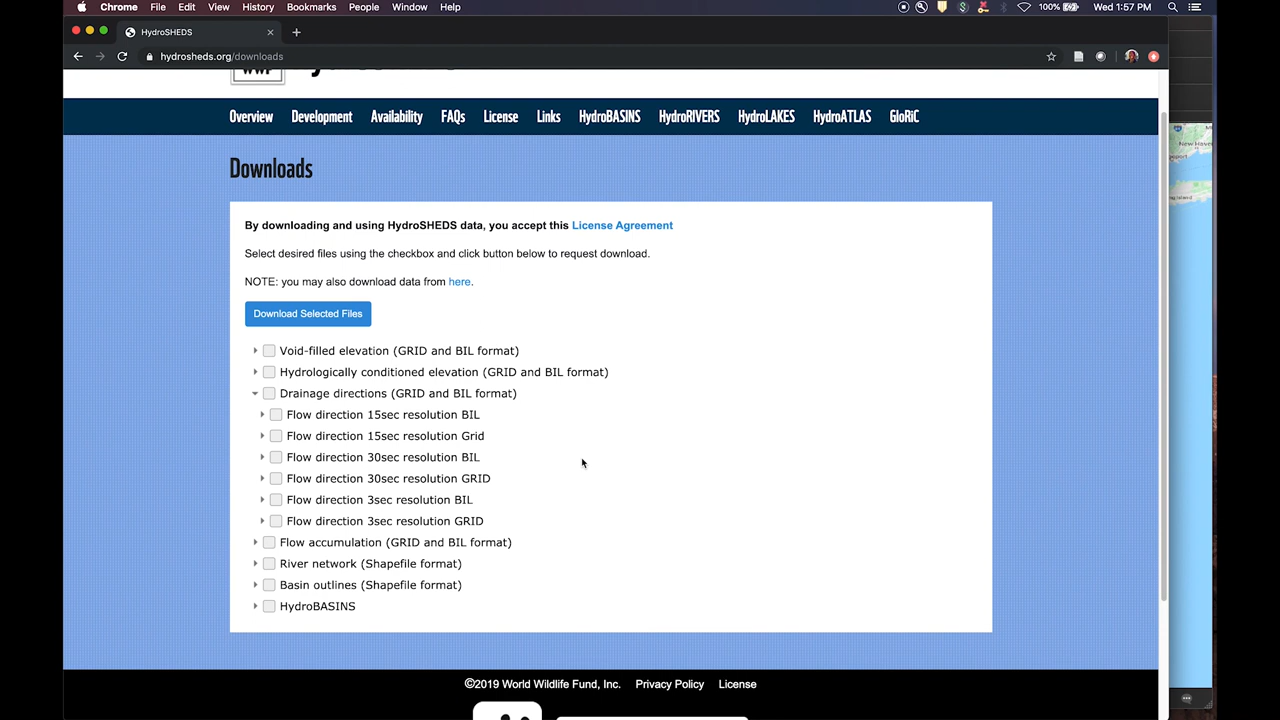 Chrome File Edit View History Bookmarks People Window Help 100% Wed 1:57 PM
HydroSHEDS
hydrosheds.org/downloads
WWF
Overview Development Availability FAQs License Links HydroBASINS HydroRIVERS HydroLAKES HydroATLAS GloRiC
Downloads
By downloading and using HydroSHEDS data, you accept this License Agreement
Select desired files using the checkbox and click button below to request download.
NOTE: you may also download data from here.
Download Selected Files
Void-filled elevation (GRID and BIL format)
Hydrologically conditioned elevation (GRID and BIL format)
Drainage directions (GRID and BIL format)
Flow direction 15sec resolution BIL
Flow direction 15sec resolution Grid
Flow direction 30sec resolution BIL
Flow direction 30sec resolution GRID
Flow direction 3sec resolution BIL
Flow direction 3sec resolution GRID
Flow accumulation (GRID and BIL format)
River network (Shapefile format)
Basin outlines (Shapefile format)
HydroBASINS
©2019 World Wildlife Fund, Inc. Privacy Policy License
New Haven